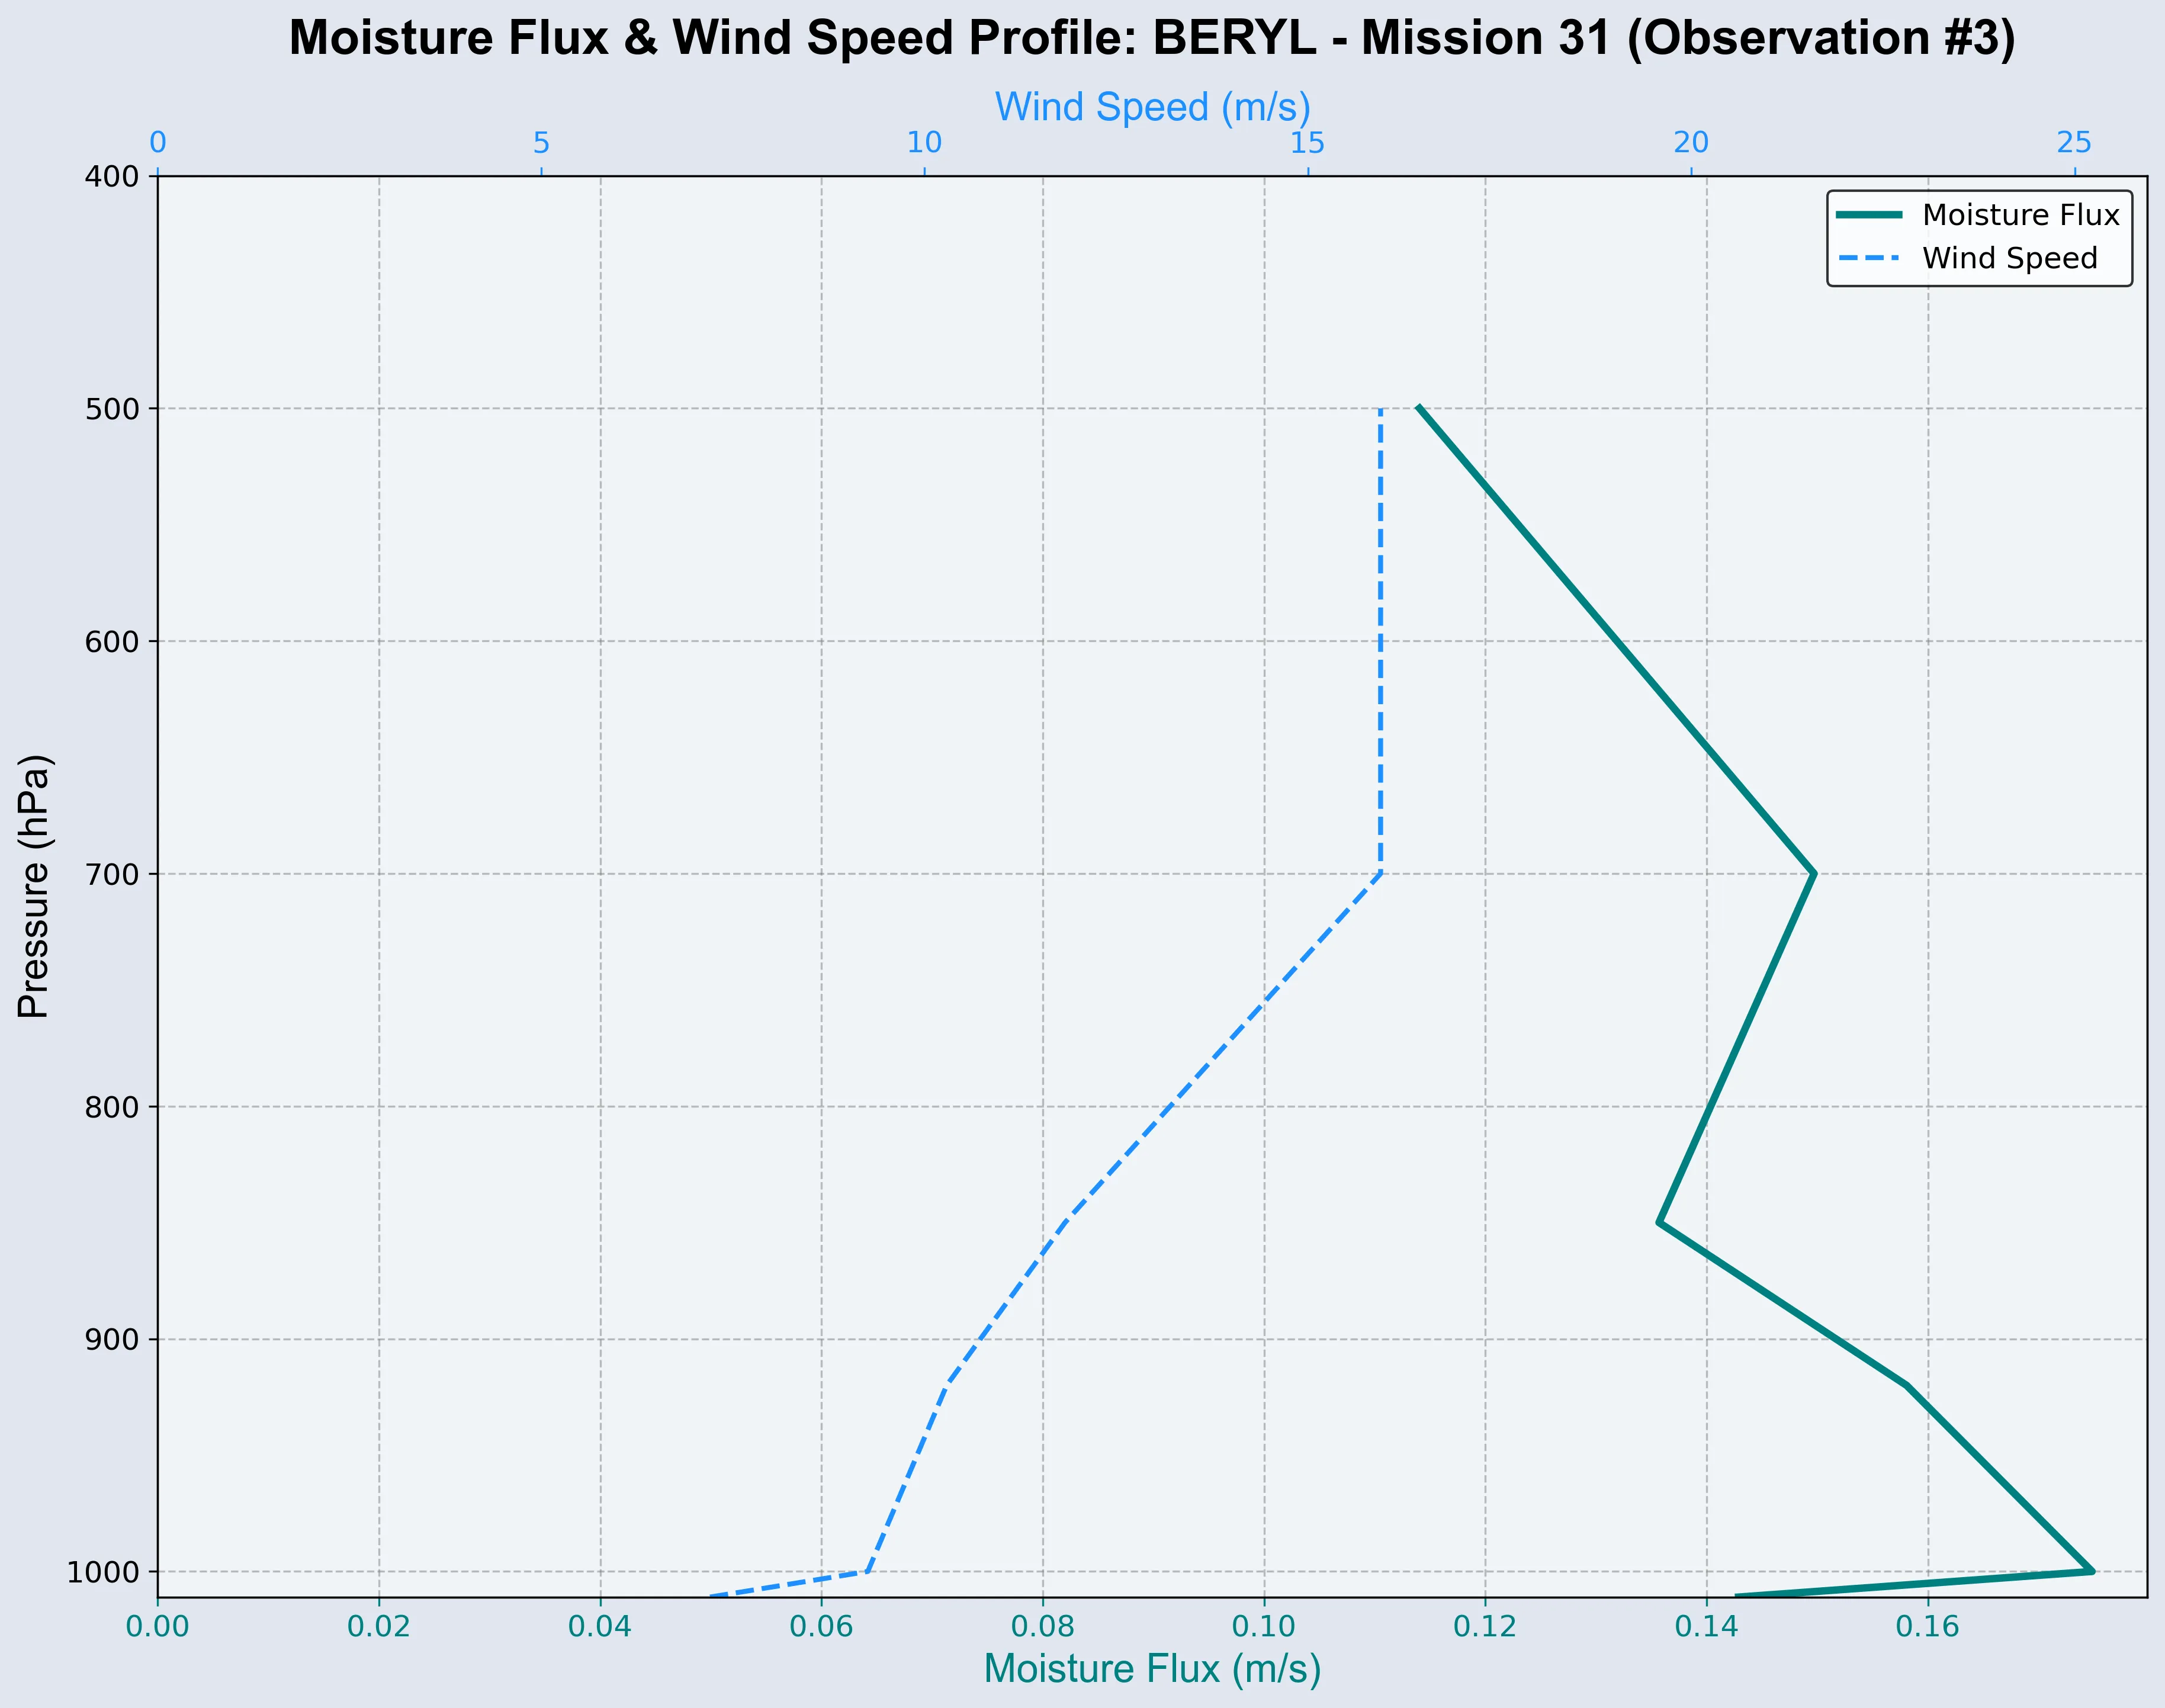 Moisture Flux & Wind Speed Profile: BERYL - Mission 31 (Observation #3)
Wind Speed (m/s)
0 5 10 15 20 25
Moisture Flux
Wind Speed
Pressure (hPa)
400
500
600
700
800
900
1000
0.00 0.02 0.04 0.06 0.08 0.10 0.12 0.14 0.16
Moisture Flux (m/s)